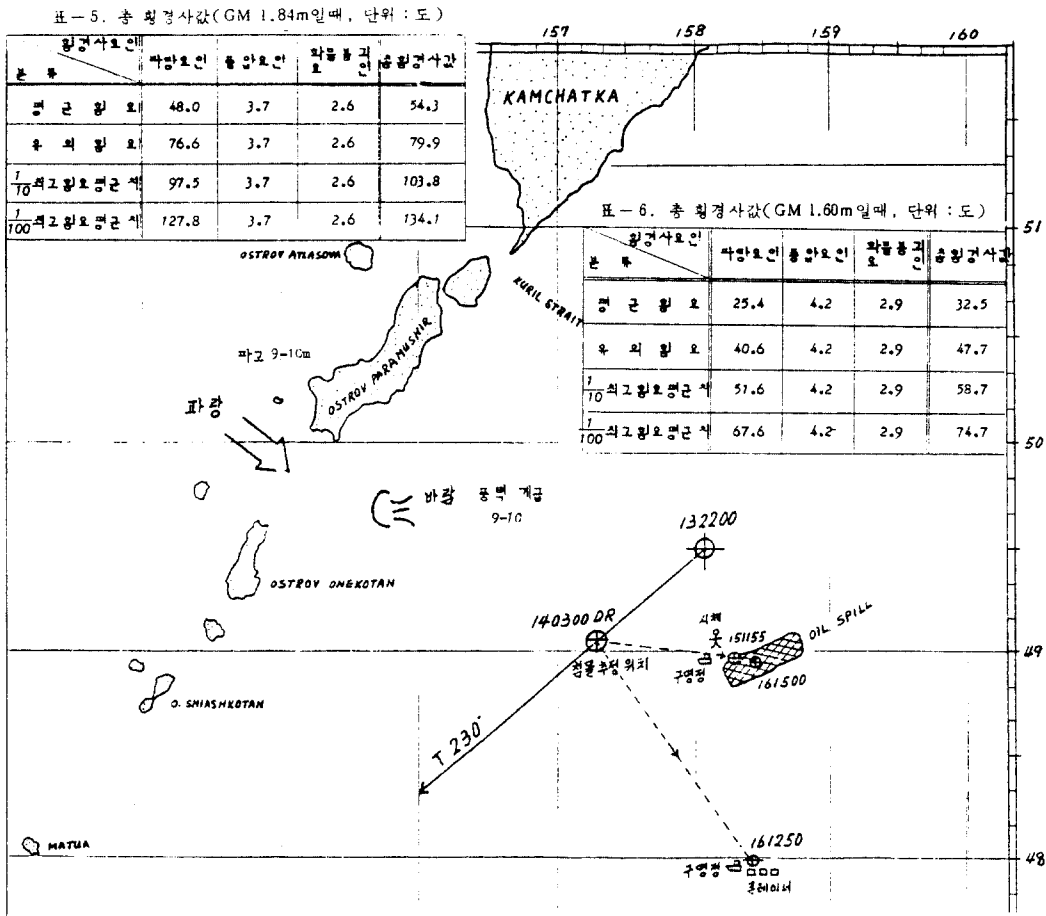 표-5. 총 횡경사값(GM 1.84m일때, 단위 : 도)
횡경사요인
분 류
파랑요인 풍압요인 화물붕괴요인 총횡경사값
평 균 횡 요 48.0 3.7 2.6 54.3
유 의 횡 요 76.6 3.7 2.6 79.9
1/10 최고횡요평균치 97.5 3.7 2.6 103.8
1/100 최고횡요평균치 127.8 3.7 2.6 134.1
157 158 159 160
KAMCHATKA
51
표-6. 총 횡경사값(GM 1.60m일때, 단위 : 도)
횡경사요인
분 류
파랑요인 풍압요인 화물붕괴요인 총횡경사값
평 균 횡 요 25.4 4.2 2.9 32.5
유 의 횡 요 40.6 4.2 2.9 47.7
1/10 최고횡요평균치 51.6 4.2 2.9 58.7
1/100 최고횡요평균치 67.6 4.2 2.9 74.7
OSTROV ATLASOVA
KURIL STRAIT
OSTROV PARAMUSHIR
파고 9-10m
파랑
50
바람 풍력 계급
9-10
132200
OSTROV ONEKOTAN
140300 DR
침몰추정위치
시체
151155
OIL SPILL
구명정
161500
49
O. SHIASHKOTAN
T 230°
MATUA
161250
48
구명정